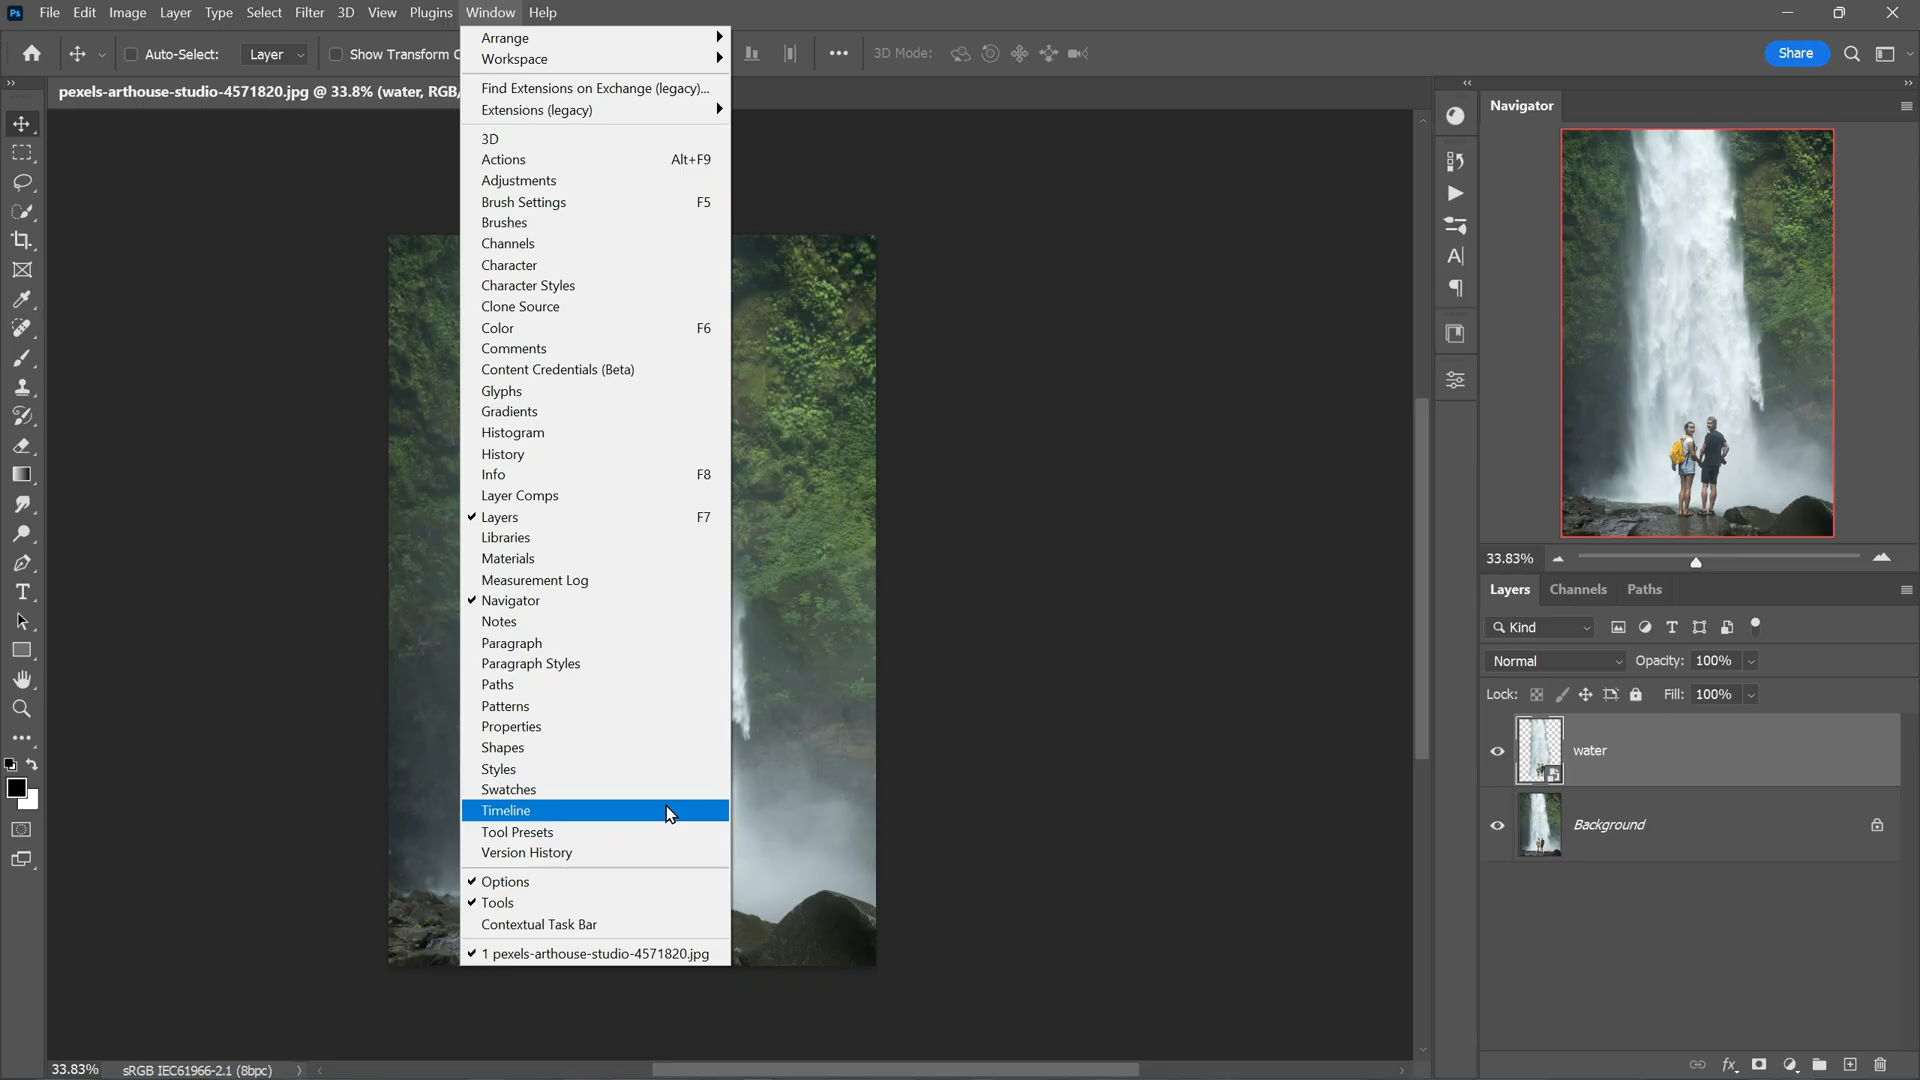 Ps File Edit Image Layer Type Select Filter 3D View Plugins Window Help
Auto-Select: Layer Show Transform C 3D Mode: Share
pexels-arthouse-studio-4571820.jpg @ 33.8% (water, RGB/
Arrange
Workspace
Find Extensions on Exchange (legacy)...
Extensions (legacy)
3D
Actions Alt+F9
Adjustments
Brush Settings F5
Brushes
Channels
Character
Character Styles
Clone Source
Color F6
Comments
Content Credentials (Beta)
Glyphs
Gradients
Histogram
History
Info F8
Layer Comps
Layers F7
Libraries
Materials
Measurement Log
Navigator
Notes
Paragraph
Paragraph Styles
Paths
Patterns
Properties
Shapes
Styles
Swatches
Timeline
Tool Presets
Version History
Options
Tools
Contextual Task Bar
1 pexels-arthouse-studio-4571820.jpg
Navigator
33.83%
Layers Channels Paths
Kind
Normal Opacity: 100%
Lock: Fill: 100%
water
Background
fx
33.83% sRGB IEC61966-2.1 (8bpc)